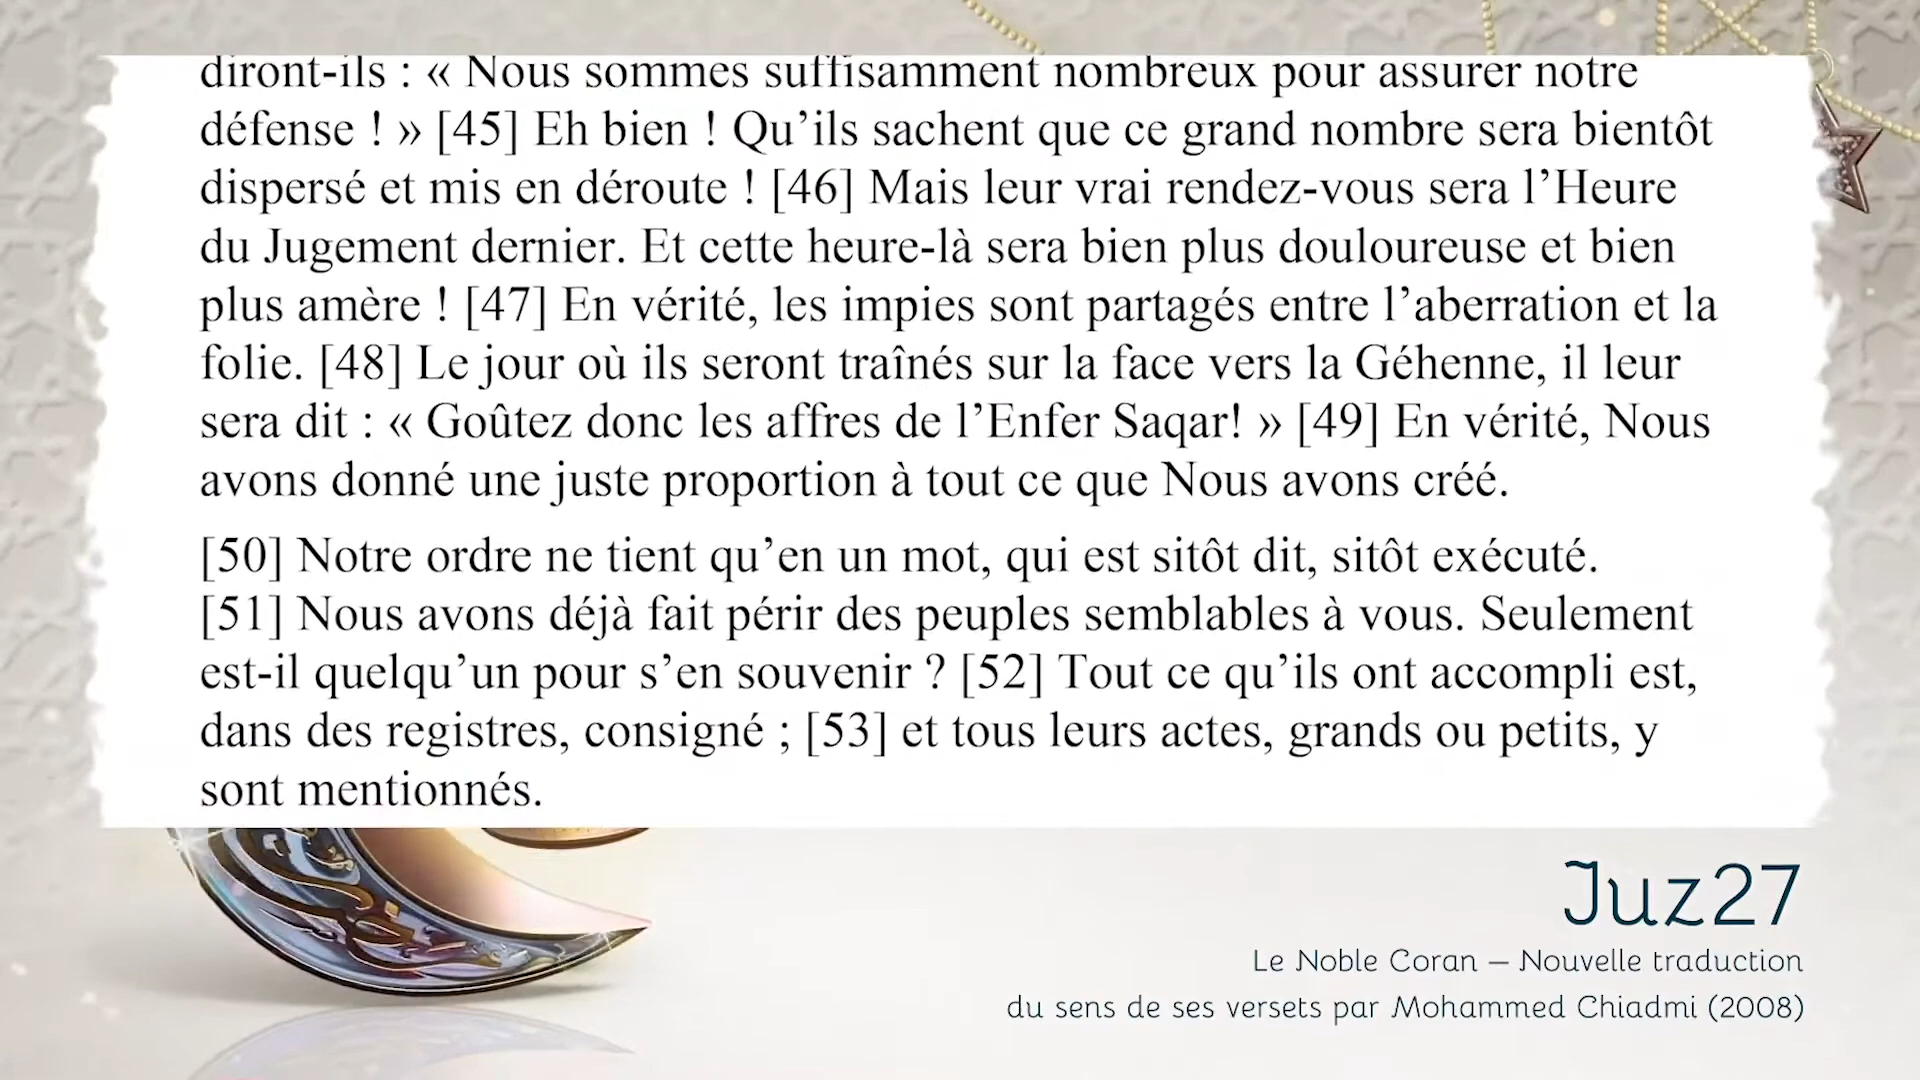 diront-ils : « Nous sommes suffisamment nombreux pour assurer notre
défense ! » [45] Eh bien ! Qu’ils sachent que ce grand nombre sera bientôt
dispersé et mis en déroute ! [46] Mais leur vrai rendez-vous sera l’Heure
du Jugement dernier. Et cette heure-là sera bien plus douloureuse et bien
plus amère ! [47] En vérité, les impies sont partagés entre l’aberration et la
folie. [48] Le jour où ils seront traînés sur la face vers la Géhenne, il leur
sera dit : « Goûtez donc les affres de l’Enfer Saqar! » [49] En vérité, Nous
avons donné une juste proportion à tout ce que Nous avons créé.
[50] Notre ordre ne tient qu’en un mot, qui est sitôt dit, sitôt exécuté.
[51] Nous avons déjà fait périr des peuples semblables à vous. Seulement
est-il quelqu’un pour s’en souvenir ? [52] Tout ce qu’ils ont accompli est,
dans des registres, consigné ; [53] et tous leurs actes, grands ou petits, y
sont mentionnés.
Juz27
Le Noble Coran – Nouvelle traduction
du sens de ses versets par Mohammed Chiadmi (2008)